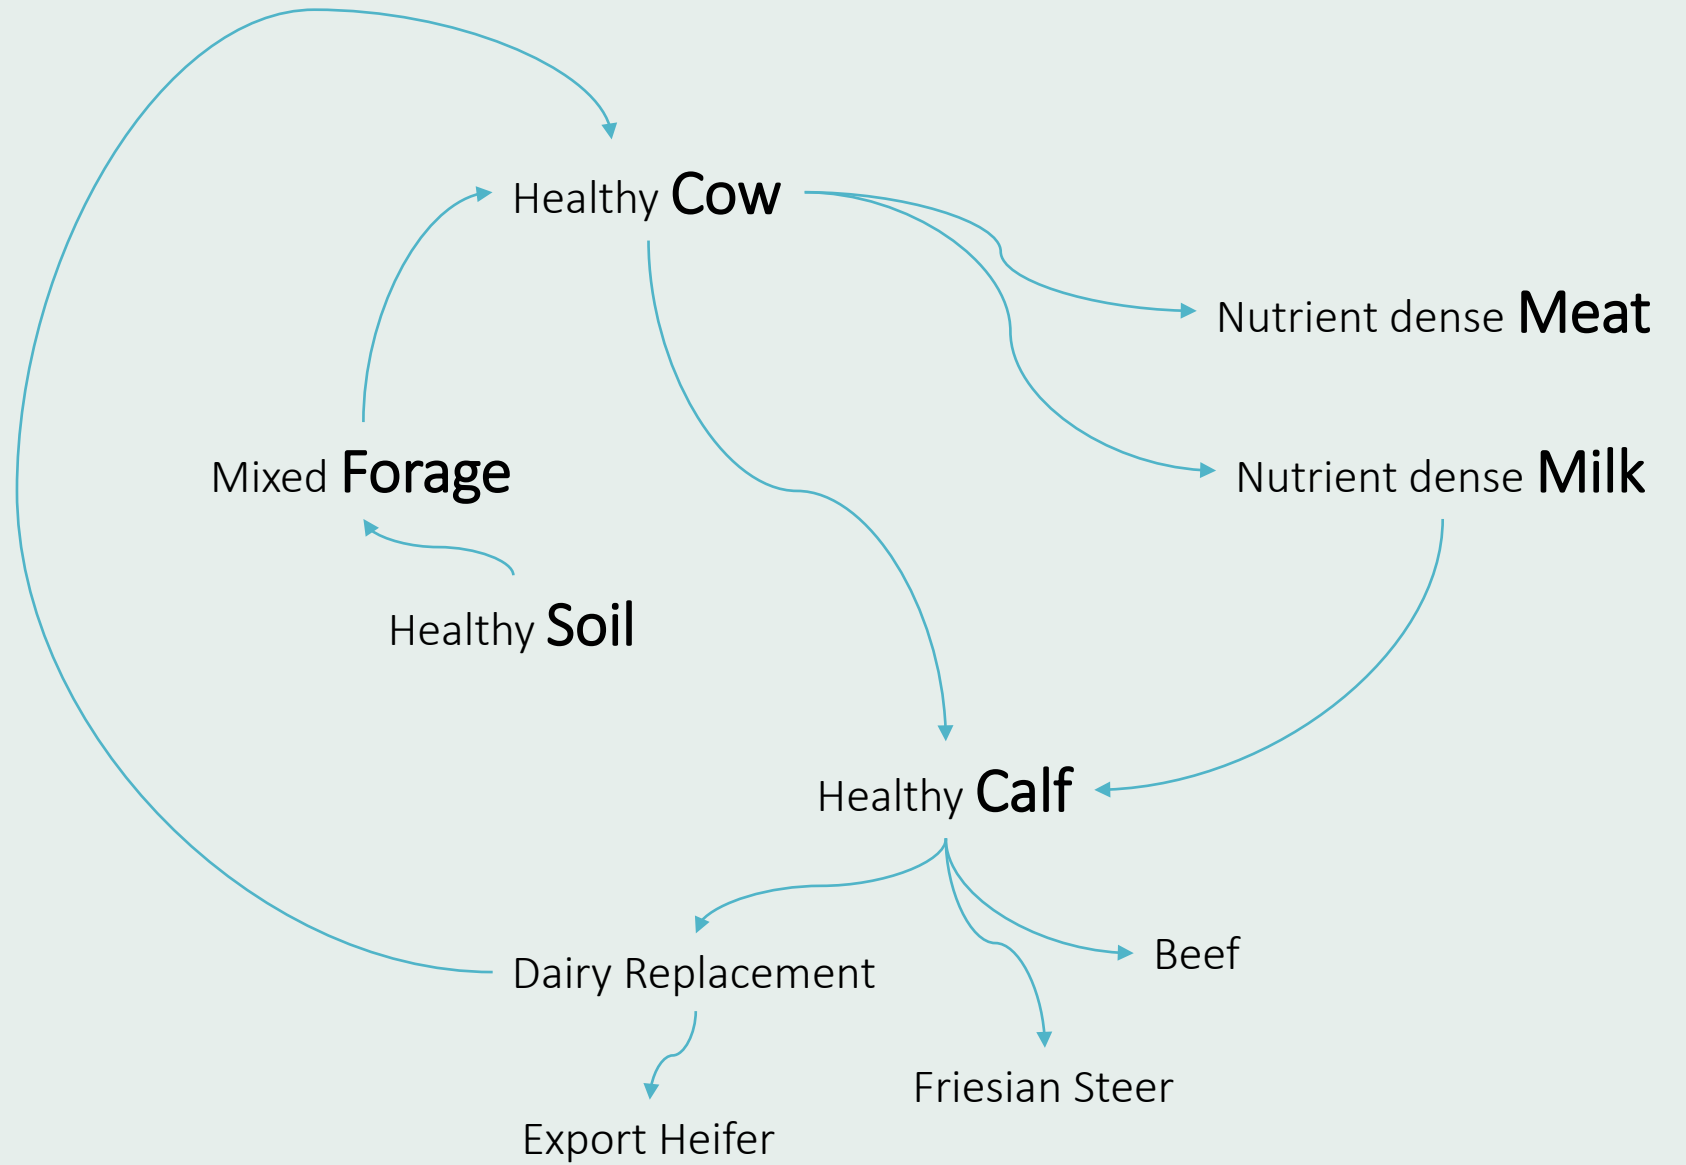 Healthy Cow
Nutrient dense Meat
Mixed Forage
Nutrient dense Milk
Healthy Soil
Healthy Calf
Beef
Dairy Replacement
Friesian Steer
Export Heifer